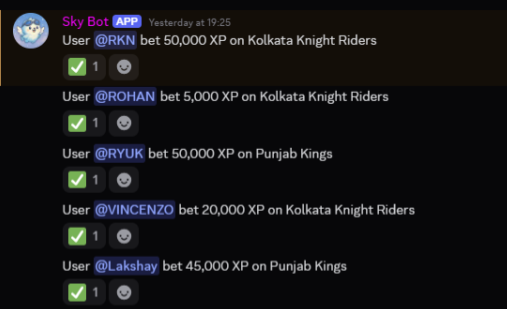 Sky Bot APP Yesterday at 19:25
User @RKN bet 50,000 XP on Kolkata Knight Riders
1
User @ROHAN bet 5,000 XP on Kolkata Knight Riders
1
User @RYUK bet 50,000 XP on Punjab Kings
1
User @VINCENZO bet 20,000 XP on Kolkata Knight Riders
1
User @Lakshay bet 45,000 XP on Punjab Kings
1